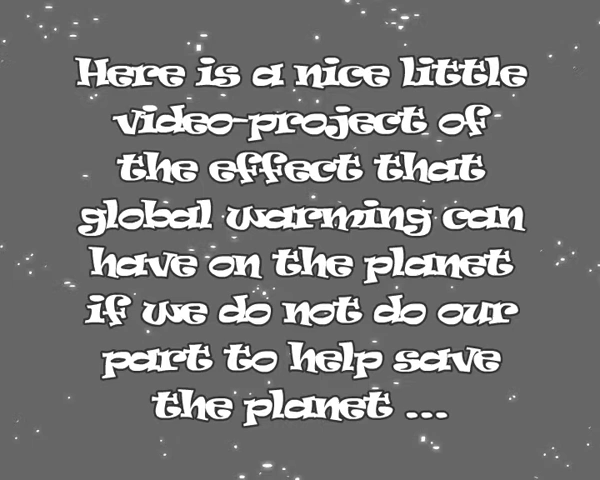 Here is a nice little
video-project of
the effect that
global warming can
have on the planet
if we do not do our
part to help save
the planet ...